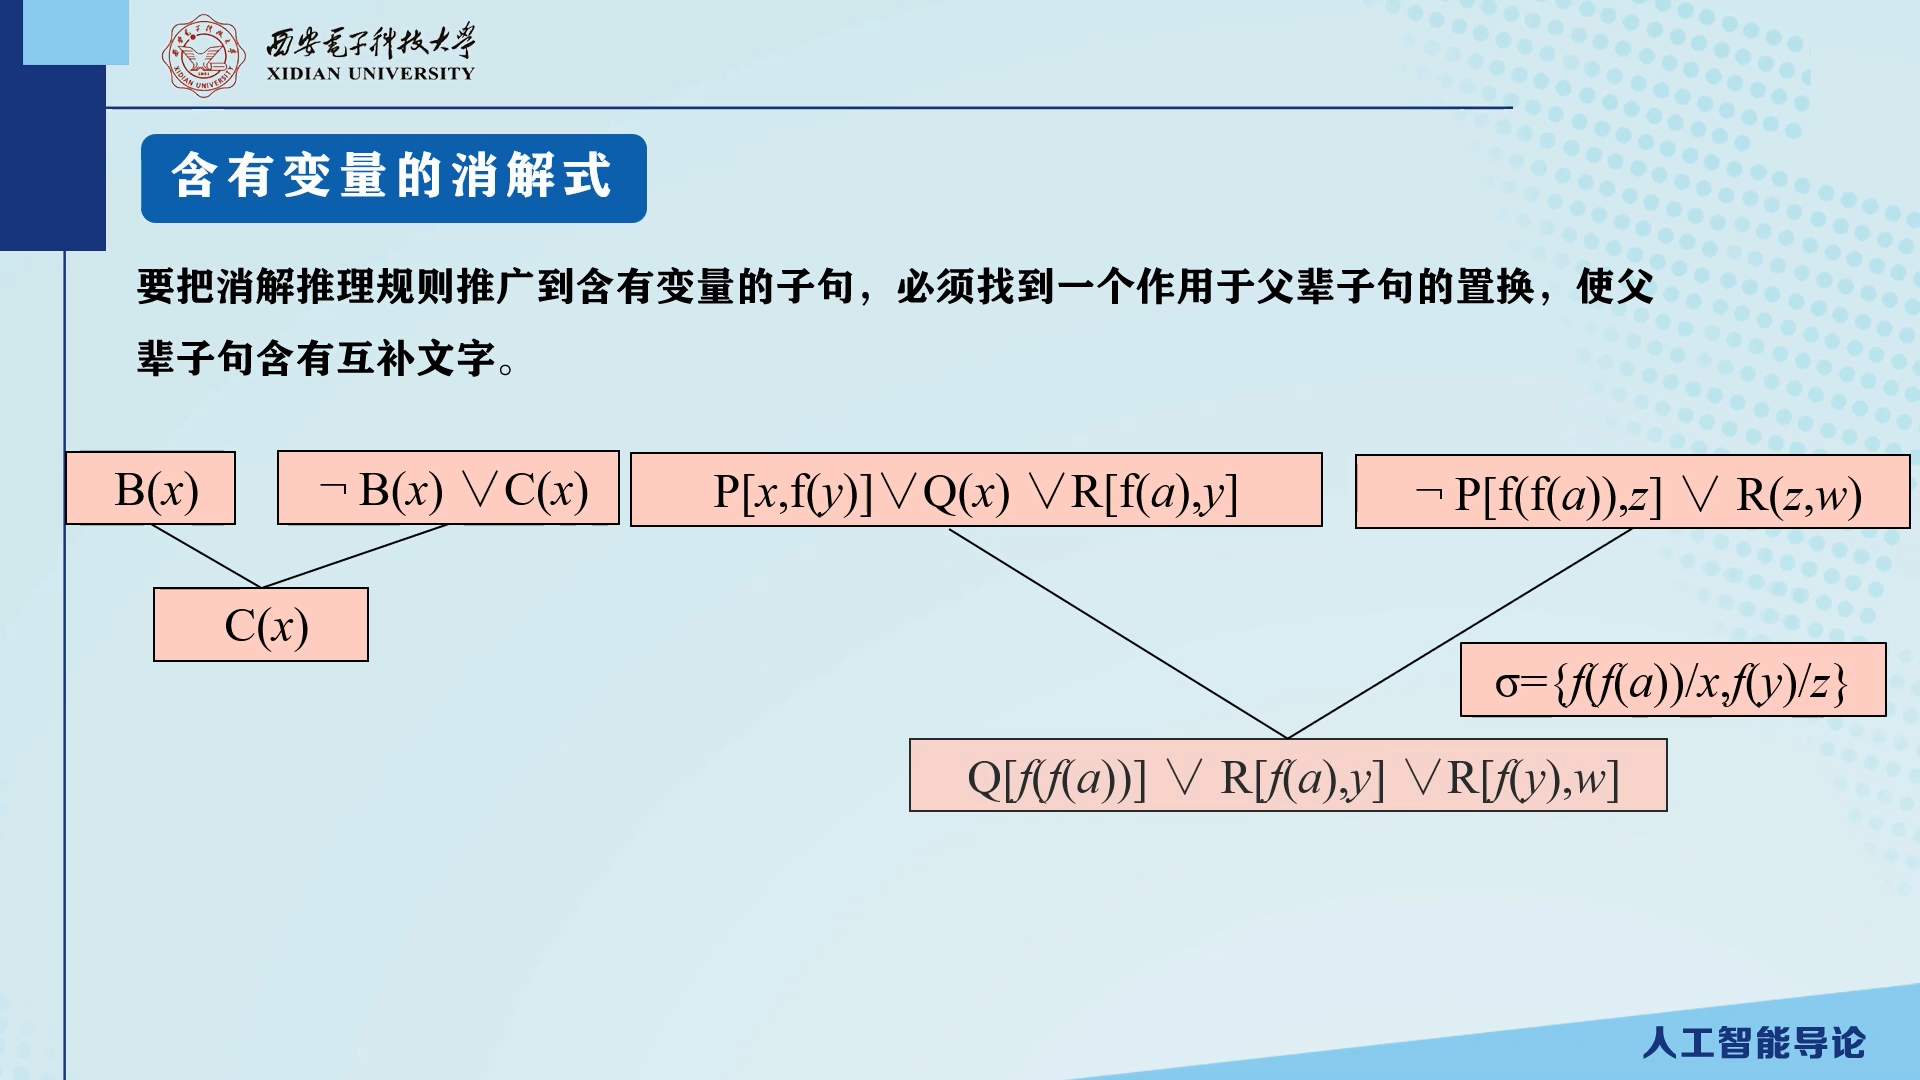 西安电子科技大学
XIDIAN UNIVERSITY
含有变量的消解式
要把消解推理规则推广到含有变量的子句，必须找到一个作用于父辈子句的置换，使父
辈子句含有互补文字。
B(x)
¬ B(x) ∨C(x)
P[x,f(y)]∨Q(x) ∨R[f(a),y]
¬ P[f(f(a)),z] ∨ R(z,w)
C(x)
σ={f(f(a))/x,f(y)/z}
Q[f(f(a))] ∨ R[f(a),y] ∨R[f(y),w]
人工智能导论